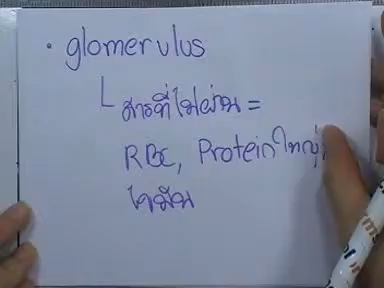 • glomerulus
└ สารที่ไม่ผ่าน =
RBC, Proteinใหญ่,
ไขมัน